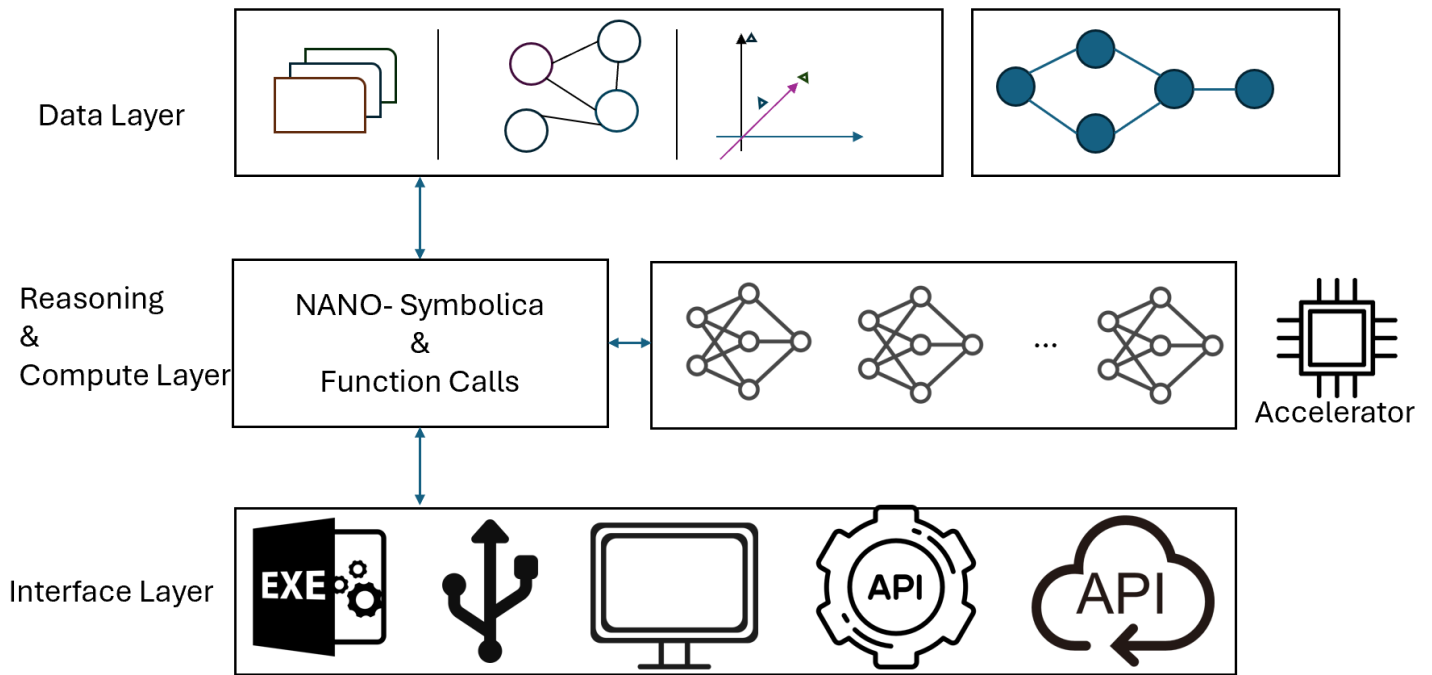 Data Layer
Reasoning
&
Compute Layer
NANO- Symbolica
&
Function Calls
...
Accelerator
Interface Layer
EXE
API
API